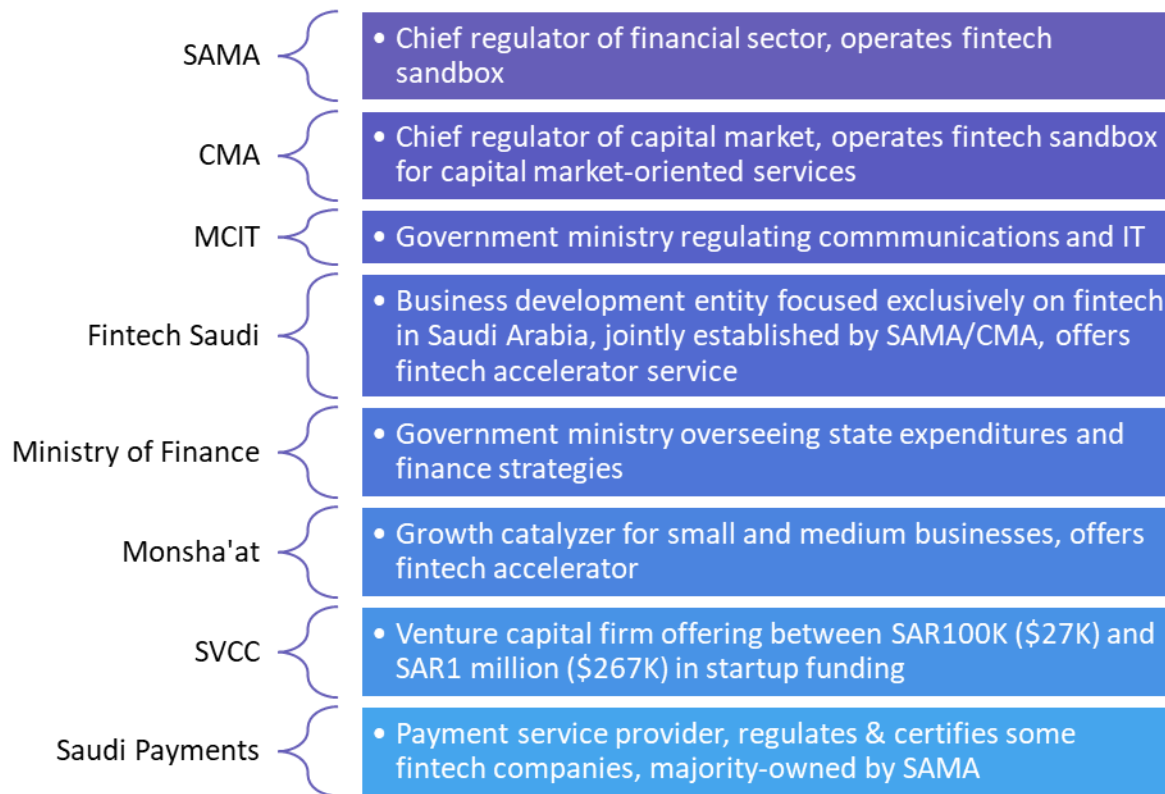 SAMA
• Chief regulator of financial sector, operates fintech
sandbox
CMA
• Chief regulator of capital market, operates fintech sandbox
for capital market-oriented services
MCIT
• Government ministry regulating commmunications and IT
Fintech Saudi
• Business development entity focused exclusively on fintech
in Saudi Arabia, jointly established by SAMA/CMA, offers
fintech accelerator service
Ministry of Finance
• Government ministry overseeing state expenditures and
finance strategies
Monsha'at
• Growth catalyzer for small and medium businesses, offers
fintech accelerator
SVCC
• Venture capital firm offering between SAR100K ($27K) and
SAR1 million ($267K) in startup funding
Saudi Payments
• Payment service provider, regulates & certifies some
fintech companies, majority-owned by SAMA